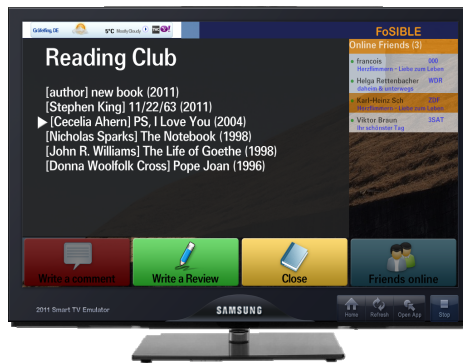 Gräfelfing, DE
5°C Mostly Cloudy
FoSIBLE
Reading Club
[author] new book (2011)
[Stephen King] 11/22/63 (2011)
[Cecelia Ahern] PS, I Love You (2004)
[Nicholas Sparks] The Notebook (1998)
[John R. Williams] The Life of Goethe (1998)
[Donna Woolfolk Cross] Pope Joan (1996)
Online Friends (3)
francois
Herzflimmern - Liebe zum Leben
Helga Rettenbacher WDR
daheim & unterwegs
Karl-Heinz Sch ZDF
Herzflimmern - Liebe zum Leben
Viktor Braun 3SAT
Ihr schönster Tag
Write a comment
Write a Review
Close
Friends online
2011 Smart TV Emulator
SAMSUNG
Home Refresh Open App Stop